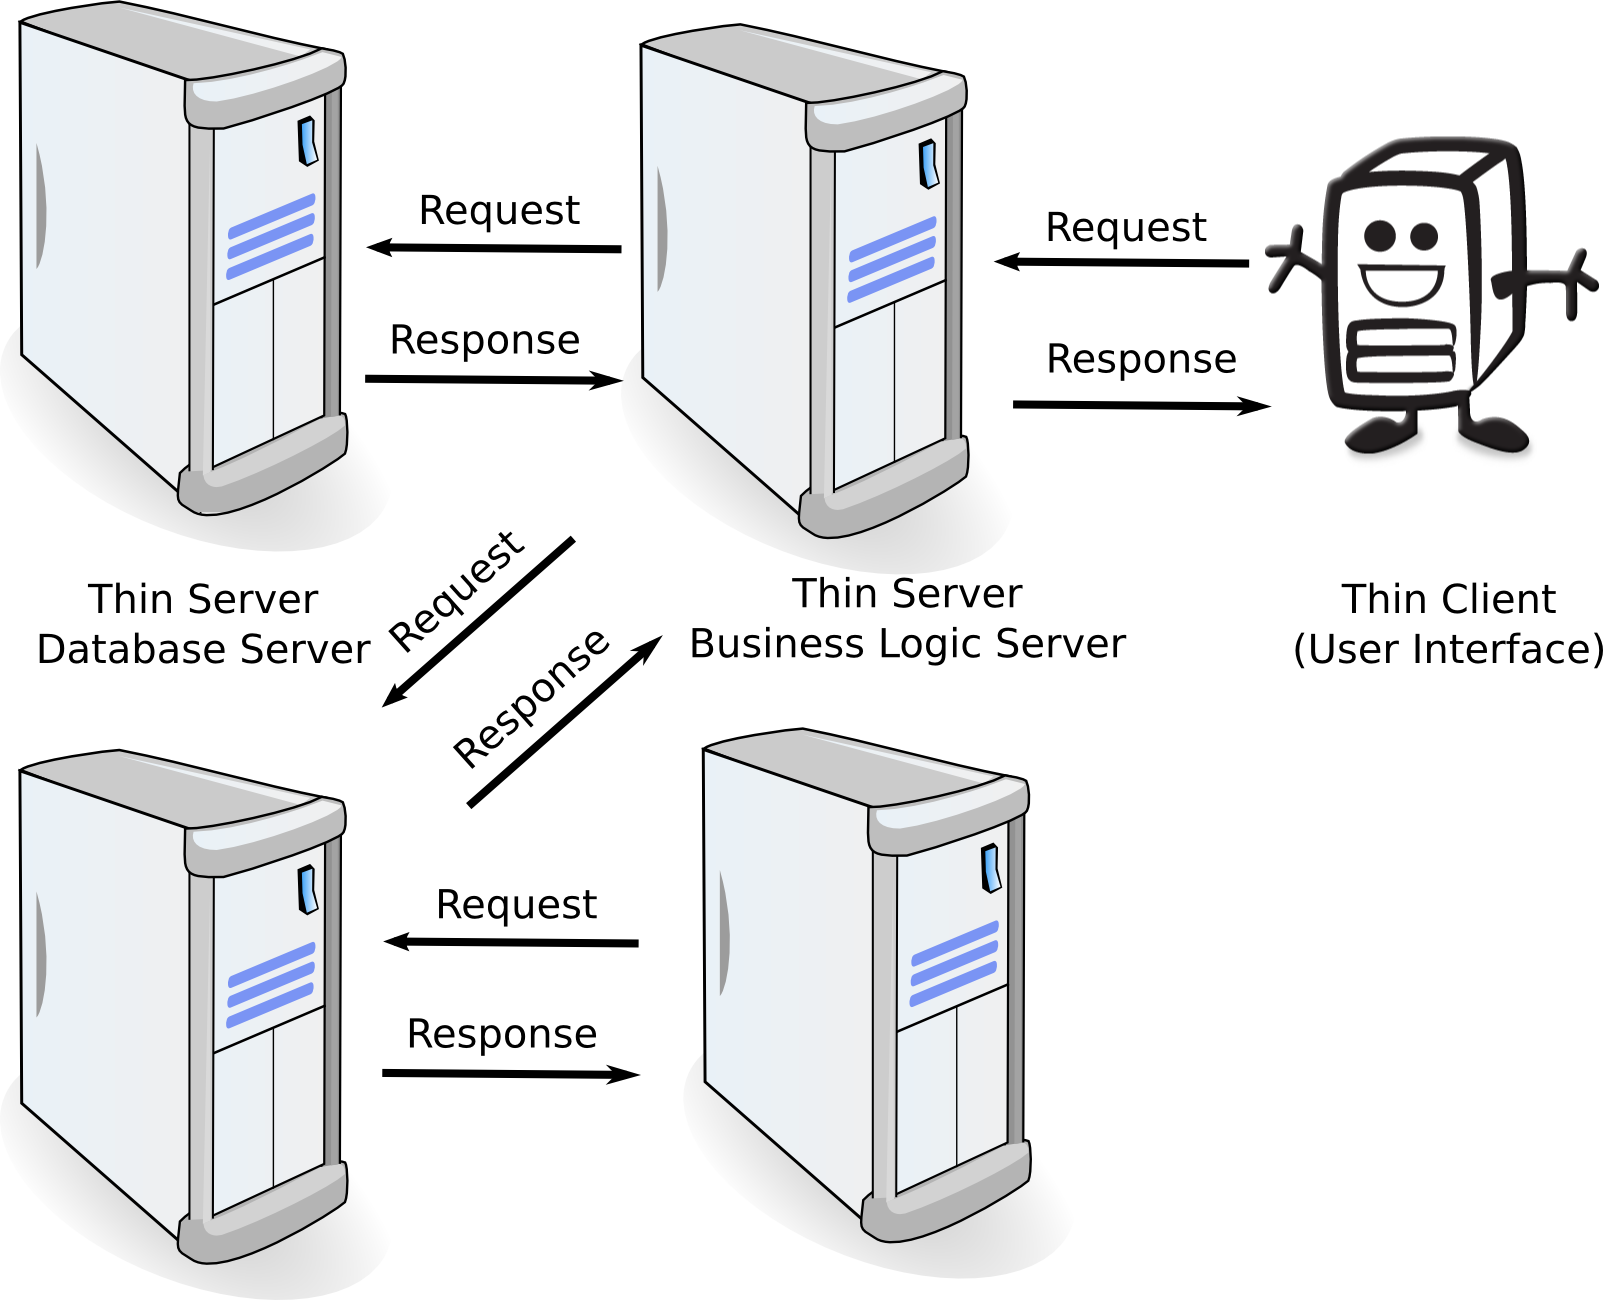 Request
Request
Response
Response
Request
Thin Server
Database Server
Thin Server
Business Logic Server
Thin Client
(User Interface)
Response
Request
Response